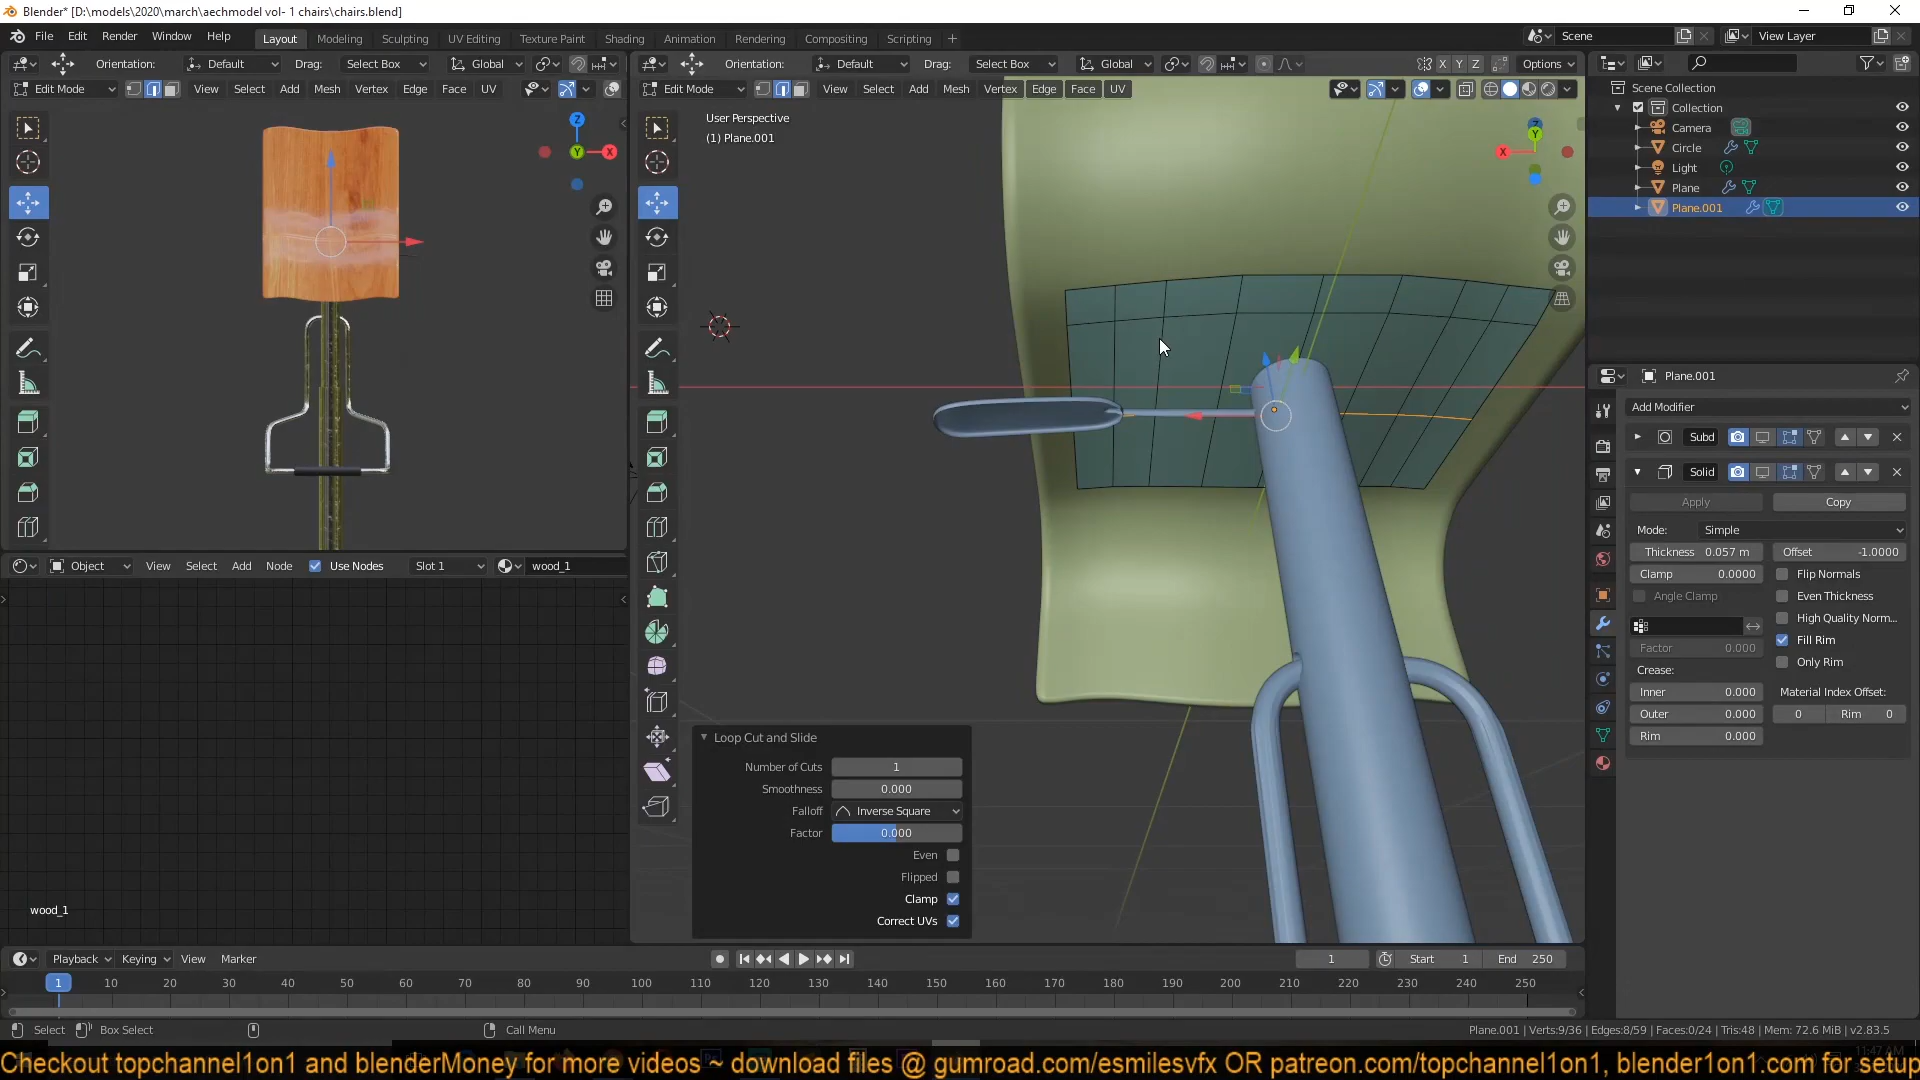 Blender* [D:\models\2020\march\aechmodel vol- 1 chairs\chairs.blend]
File Edit Render Window Help Layout Modeling Sculpting UV Editing Texture Paint Shading Animation Rendering Compositing Scripting + Scene View Layer
Orientation: Default Drag: Select Box Global Orientation: Default Drag: Select Box Global X Y Z Options
Edit Mode View Select Add Mesh Vertex Edge Face UV Edit Mode View Select Add Mesh Vertex Edge Face UV
Scene Collection
Collection
Camera
Circle
Light
Plane
Plane.001
User Perspective
(1) Plane.001
Z
Y X
Y
X
Plane.001
Add Modifier
Subd
Solid
Apply Copy
Mode: Simple
Thickness 0.057 m Offset -1.0000
Clamp 0.0000 Flip Normals
Angle Clamp Even Thickness
High Quality Norm...
Factor 0.000 Fill Rim
Crease: Only Rim
Inner 0.000 Material Index Offset:
Outer 0.000 0 Rim 0
Rim 0.000
Object View Select Add Node Use Nodes Slot 1 wood_1
wood_1
Loop Cut and Slide
Number of Cuts 1
Smoothness 0.000
Falloff Inverse Square
Factor 0.000
Even
Flipped
Clamp
Correct UVs
Playback Keying View Marker 1 Start 1 End 250
1 10 20 30 40 50 60 70 80 90 100 110 120 130 140 150 160 170 180 190 200 210 220 230 240 250
Select Box Select Call Menu Plane.001 | Verts:9/36 | Edges:8/59 | Faces:0/24 | Tris:48 | Mem: 72.6 MiB | v2.83.5
11:47 AM
Checkout topchannel1on1 and blenderMoney for more videos ~ download files @ gumroad.com/esmilesvfx OR patreon.com/topchannel1on1, blender1on1.com for setup